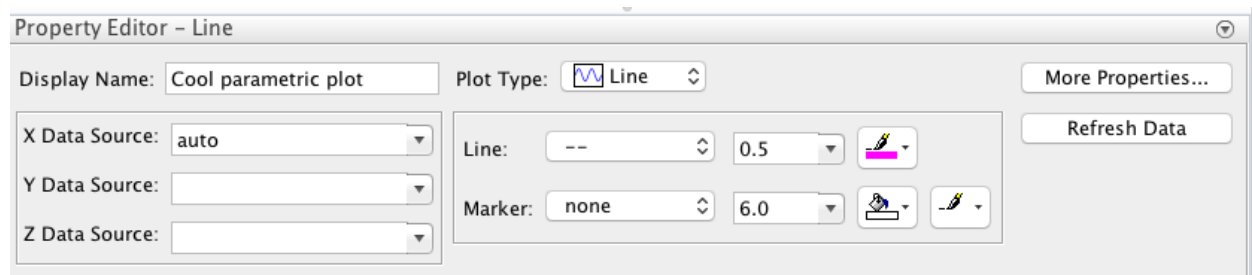 Property Editor – Line
Display Name: Cool parametric plot
Plot Type: Line
More Properties...
X Data Source: auto
Line: -- 0.5
Refresh Data
Y Data Source:
Marker: none 6.0
Z Data Source: